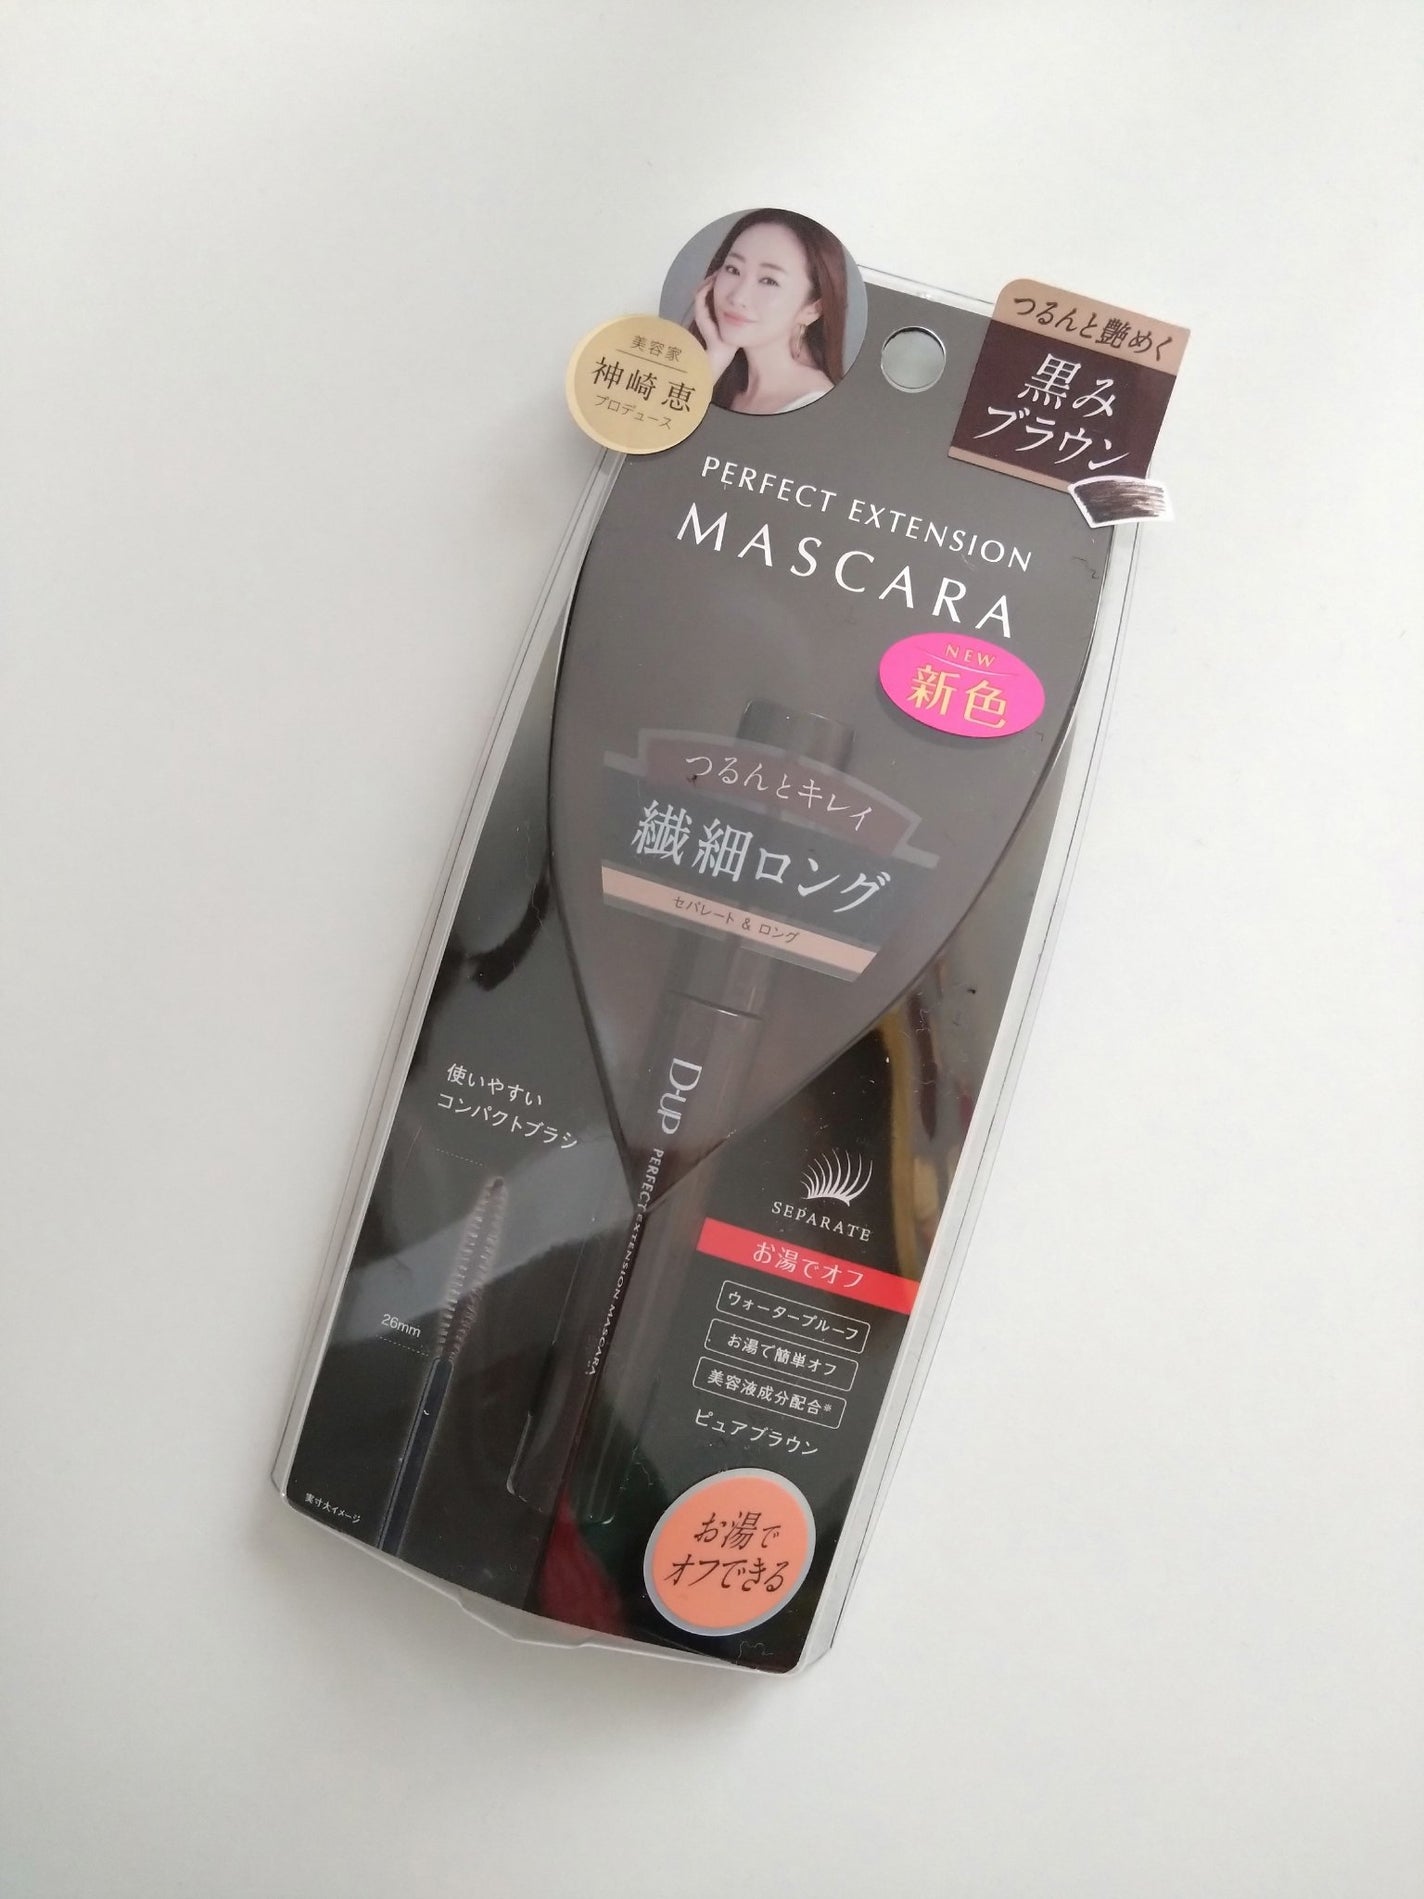 美容家
神崎 恵
プロデュース
つるんと艶めく
黒み
ブラウン
PERFECT EXTENSION
MASCARA
NEW
新色
つるんとキレイ
繊細ロング
セパレート & ロング
D-UP PERFECT EXTENSION MASCARA
使いやすい
コンパクトブラシ
26mm
実寸大イメージ
SEPARATE
お湯でオフ
ウォータープルーフ
お湯で簡単オフ
美容液成分配合※
ピュアブラウン
お湯で
オフできる